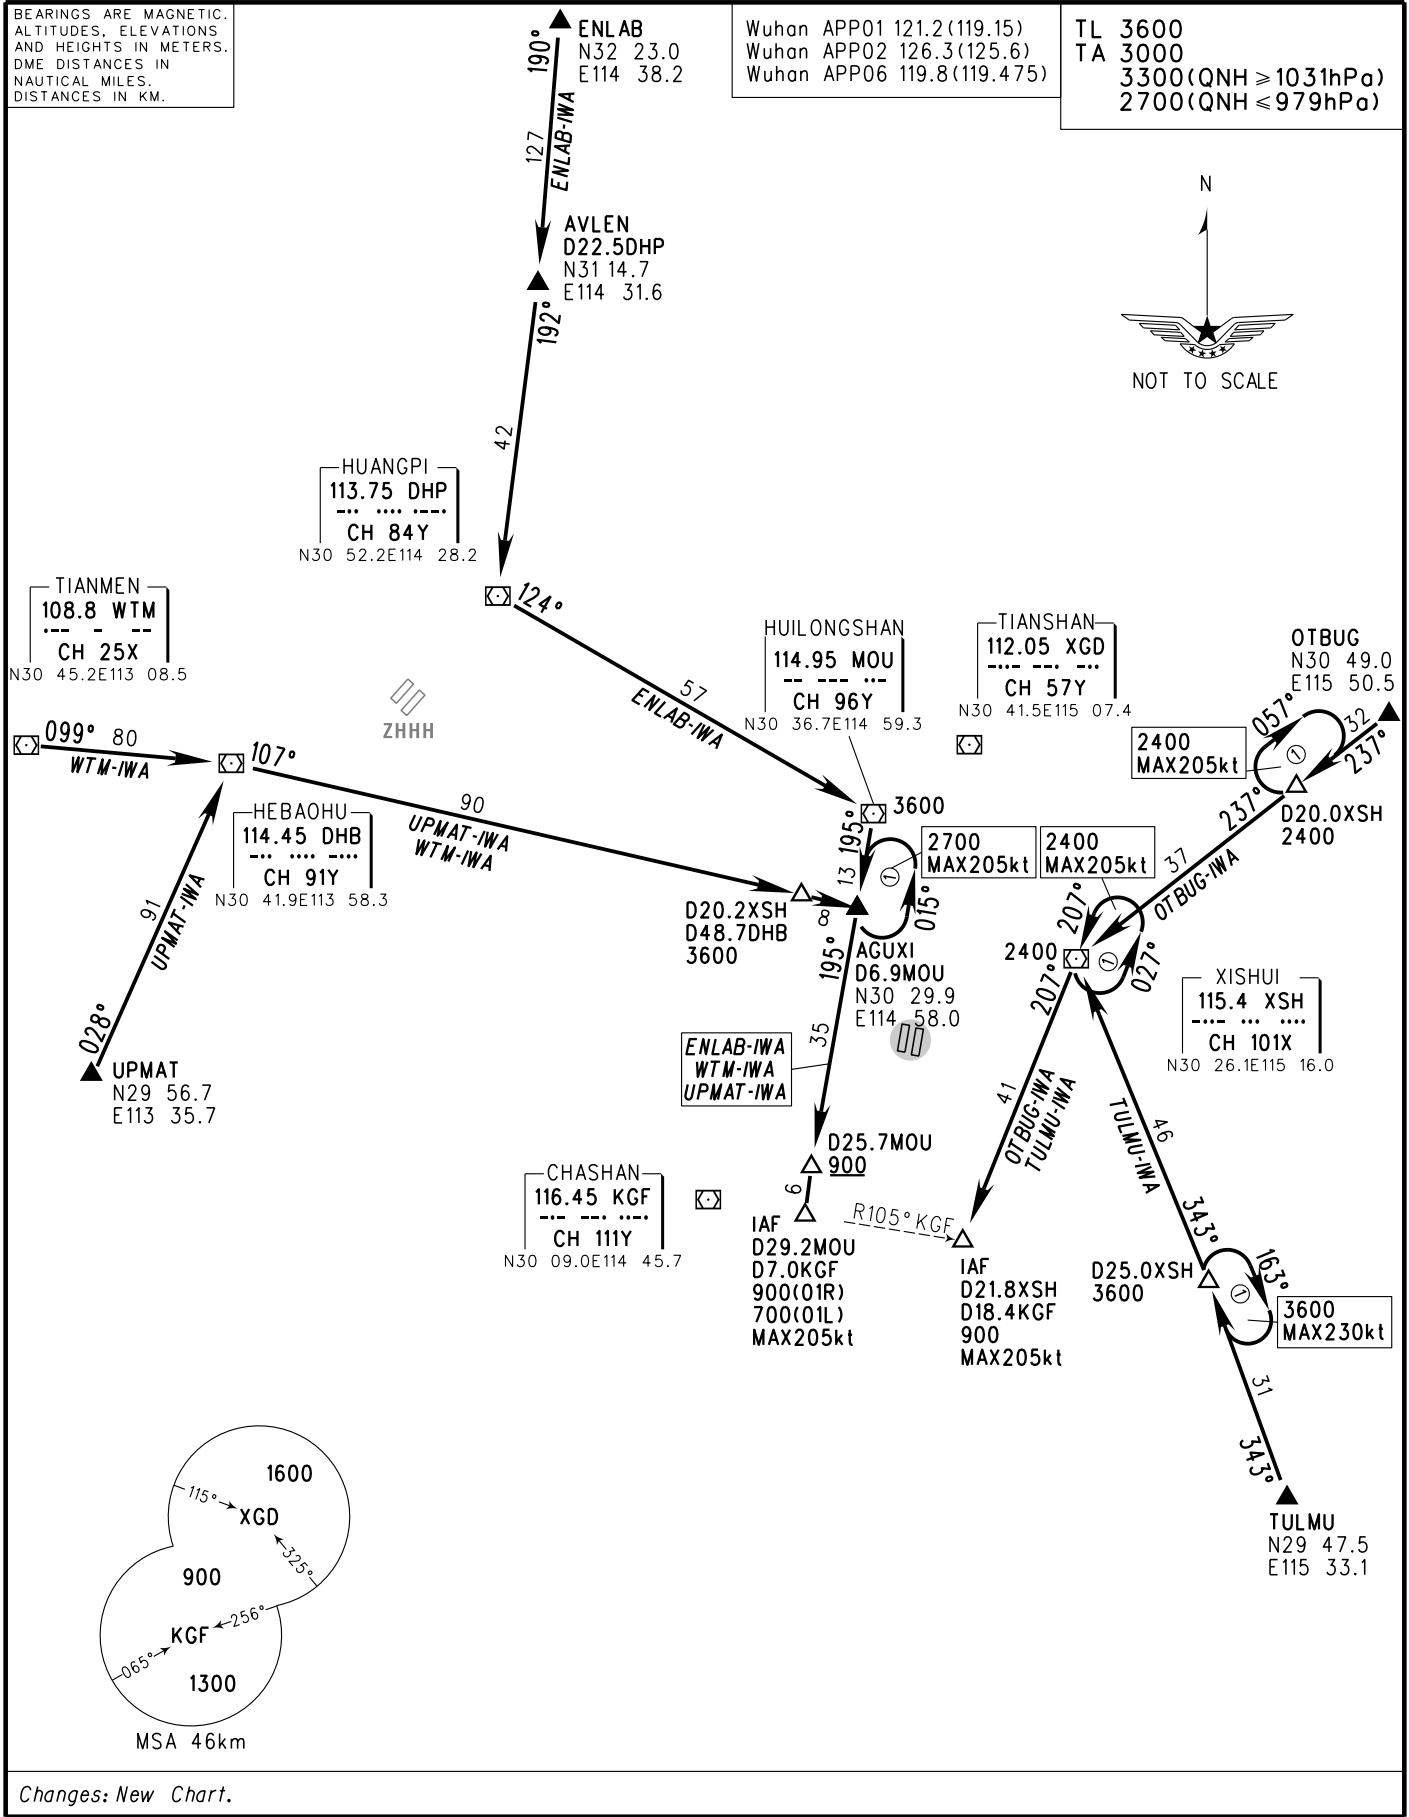 BEARINGS ARE MAGNETIC.
ALTITUDES, ELEVATIONS
AND HEIGHTS IN METERS.
DME DISTANCES IN
NAUTICAL MILES.
DISTANCES IN KM.
Wuhan APP01 121.2(119.15)
Wuhan APP02 126.3(125.6)
Wuhan APP06 119.8(119.475)
TL 3600
TA 3000
3300(QNH ≥1031hPa)
2700(QNH ≤979hPa)
ENLAB
N32 23.0
E114 38.2
190°
127
ENLAB-IWA
AVLEN
D22.5DHP
N31 14.7
E114 31.6
192°
42
N
NOT TO SCALE
HUANGPI
113.75 DHP
CH 84Y
N30 52.2E114 28.2
124°
57
ENLAB-IWA
TIANMEN
108.8 WTM
CH 25X
N30 45.2E113 08.5
099°
80
WTM-IWA
ZHHH
107°
90
UPMAT-IWA
WTM-IWA
HEBAOHU
114.45 DHB
CH 91Y
N30 41.9E113 58.3
91
UPMAT-IWA
028°
UPMAT
N29 56.7
E113 35.7
HUILONGSHAN
114.95 MOU
CH 96Y
N30 36.7E114 59.3
3600
195°
13
TIANSHAN
112.05 XGD
CH 57Y
N30 41.5E115 07.4
OTBUG
N30 49.0
E115 50.5
32
237°
057°
1
2400
MAX205kt
D20.0XSH
2400
237°
37
OTBUG-IWA
2700
MAX205kt
1
015°
2400
MAX205kt
207°
1
027°
2400
207°
D20.2XSH
D48.7DHB
3600
8
AGUXI
D6.9MOU
N30 29.9
E114 58.0
195°
35
ENLAB-IWA
WTM-IWA
UPMAT-IWA
XISHUI
115.4 XSH
CH 101X
N30 26.1E115 16.0
41
OTBUG-IWA
TULMU-IWA
46
TULMU-IWA
343°
D25.7MOU
900
6
CHASHAN
116.45 KGF
CH 111Y
N30 09.0E114 45.7
IAF
D29.2MOU
D7.0KGF
900(01R)
700(01L)
MAX205kt
R105°KGF
IAF
D21.8XSH
D18.4KGF
900
MAX205kt
D25.0XSH
3600
163°
1
3600
MAX230kt
31
343°
TULMU
N29 47.5
E115 33.1
1600
115°
XGD
325°
900
256°
KGF
065°
1300
MSA 46km
Changes: New Chart.